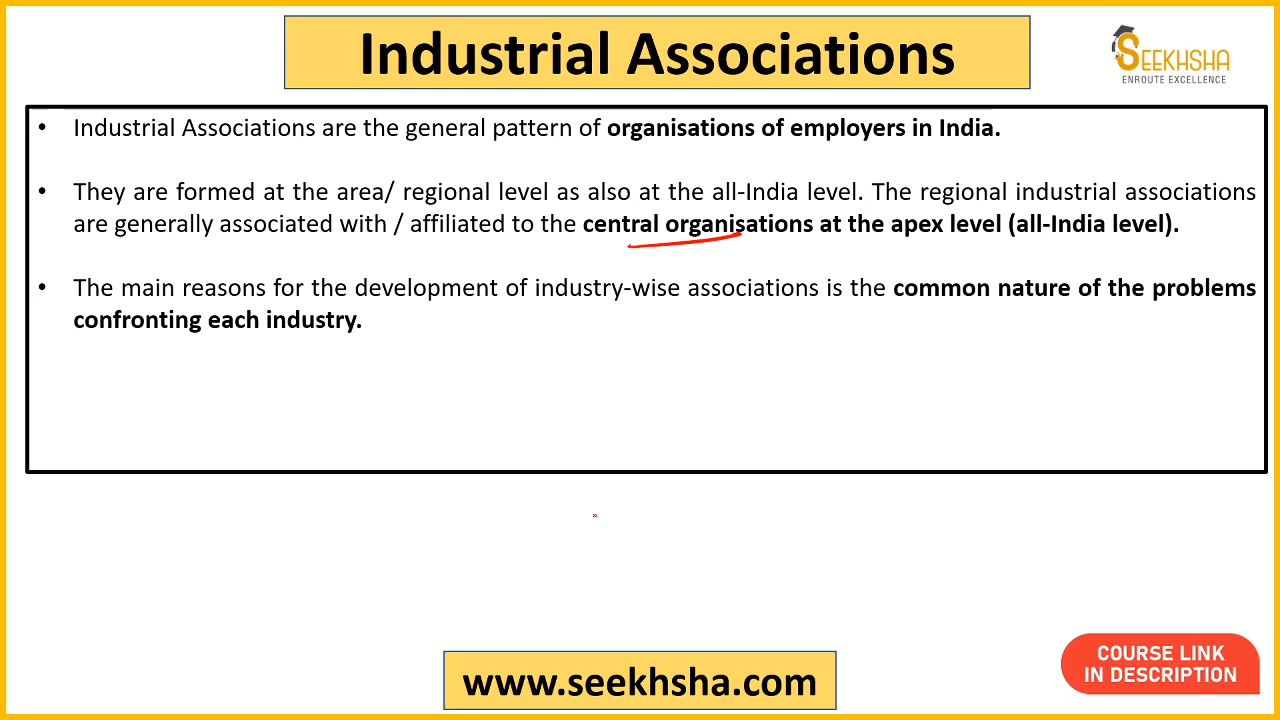 Industrial Associations
SEEKHSHA
ENROUTE EXCELLENCE
• Industrial Associations are the general pattern of organisations of employers in India.
• They are formed at the area/ regional level as also at the all-India level. The regional industrial associations
are generally associated with / affiliated to the central organisations at the apex level (all-India level).
• The main reasons for the development of industry-wise associations is the common nature of the problems
confronting each industry.
www.seekhsha.com
COURSE LINK
IN DESCRIPTION